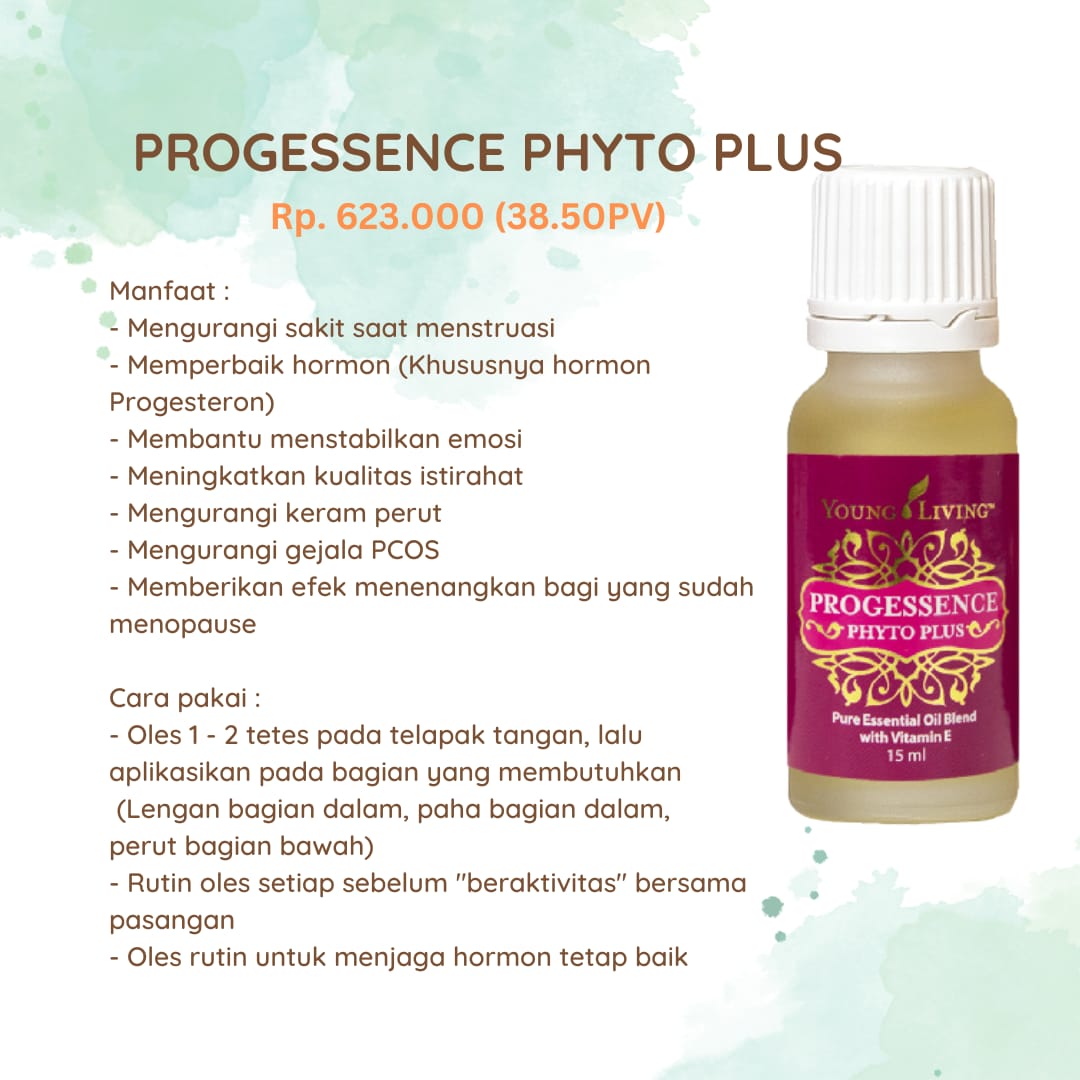 PROGESSENCE PHYTO PLUS
Rp. 623.000 (38.50PV)
Manfaat :
- Mengurangi sakit saat menstruasi
- Memperbaik hormon (Khususnya hormon
Progesteron)
- Membantu menstabilkan emosi
- Meningkatkan kualitas istirahat
- Mengurangi keram perut
- Mengurangi gejala PCOS
- Memberikan efek menenangkan bagi yang sudah
menopause
Cara pakai :
- Oles 1 - 2 tetes pada telapak tangan, lalu
aplikasikan pada bagian yang membutuhkan
(Lengan bagian dalam, paha bagian dalam,
perut bagian bawah)
- Rutin oles setiap sebelum "beraktivitas" bersama
pasangan
- Oles rutin untuk menjaga hormon tetap baik
YOUNG LIVING™
PROGESSENCE
PHYTO PLUS
Pure Essential Oil Blend
with Vitamin E
15 ml